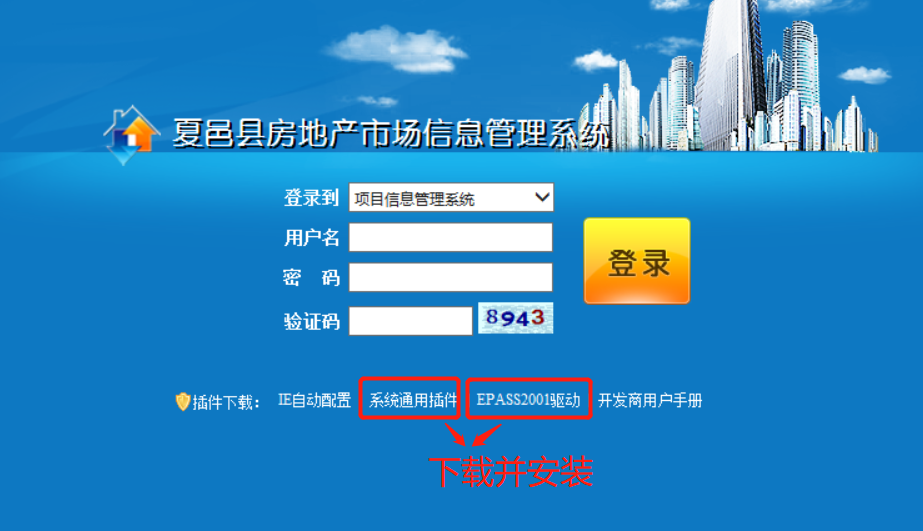 夏邑县房地产市场信息管理系统
登录到 项目信息管理系统
用户名
密 码
登录
验证码 8943
插件下载： IE自动配置 系统通用插件 EPASS2001驱动 开发商用户手册
下载并安装